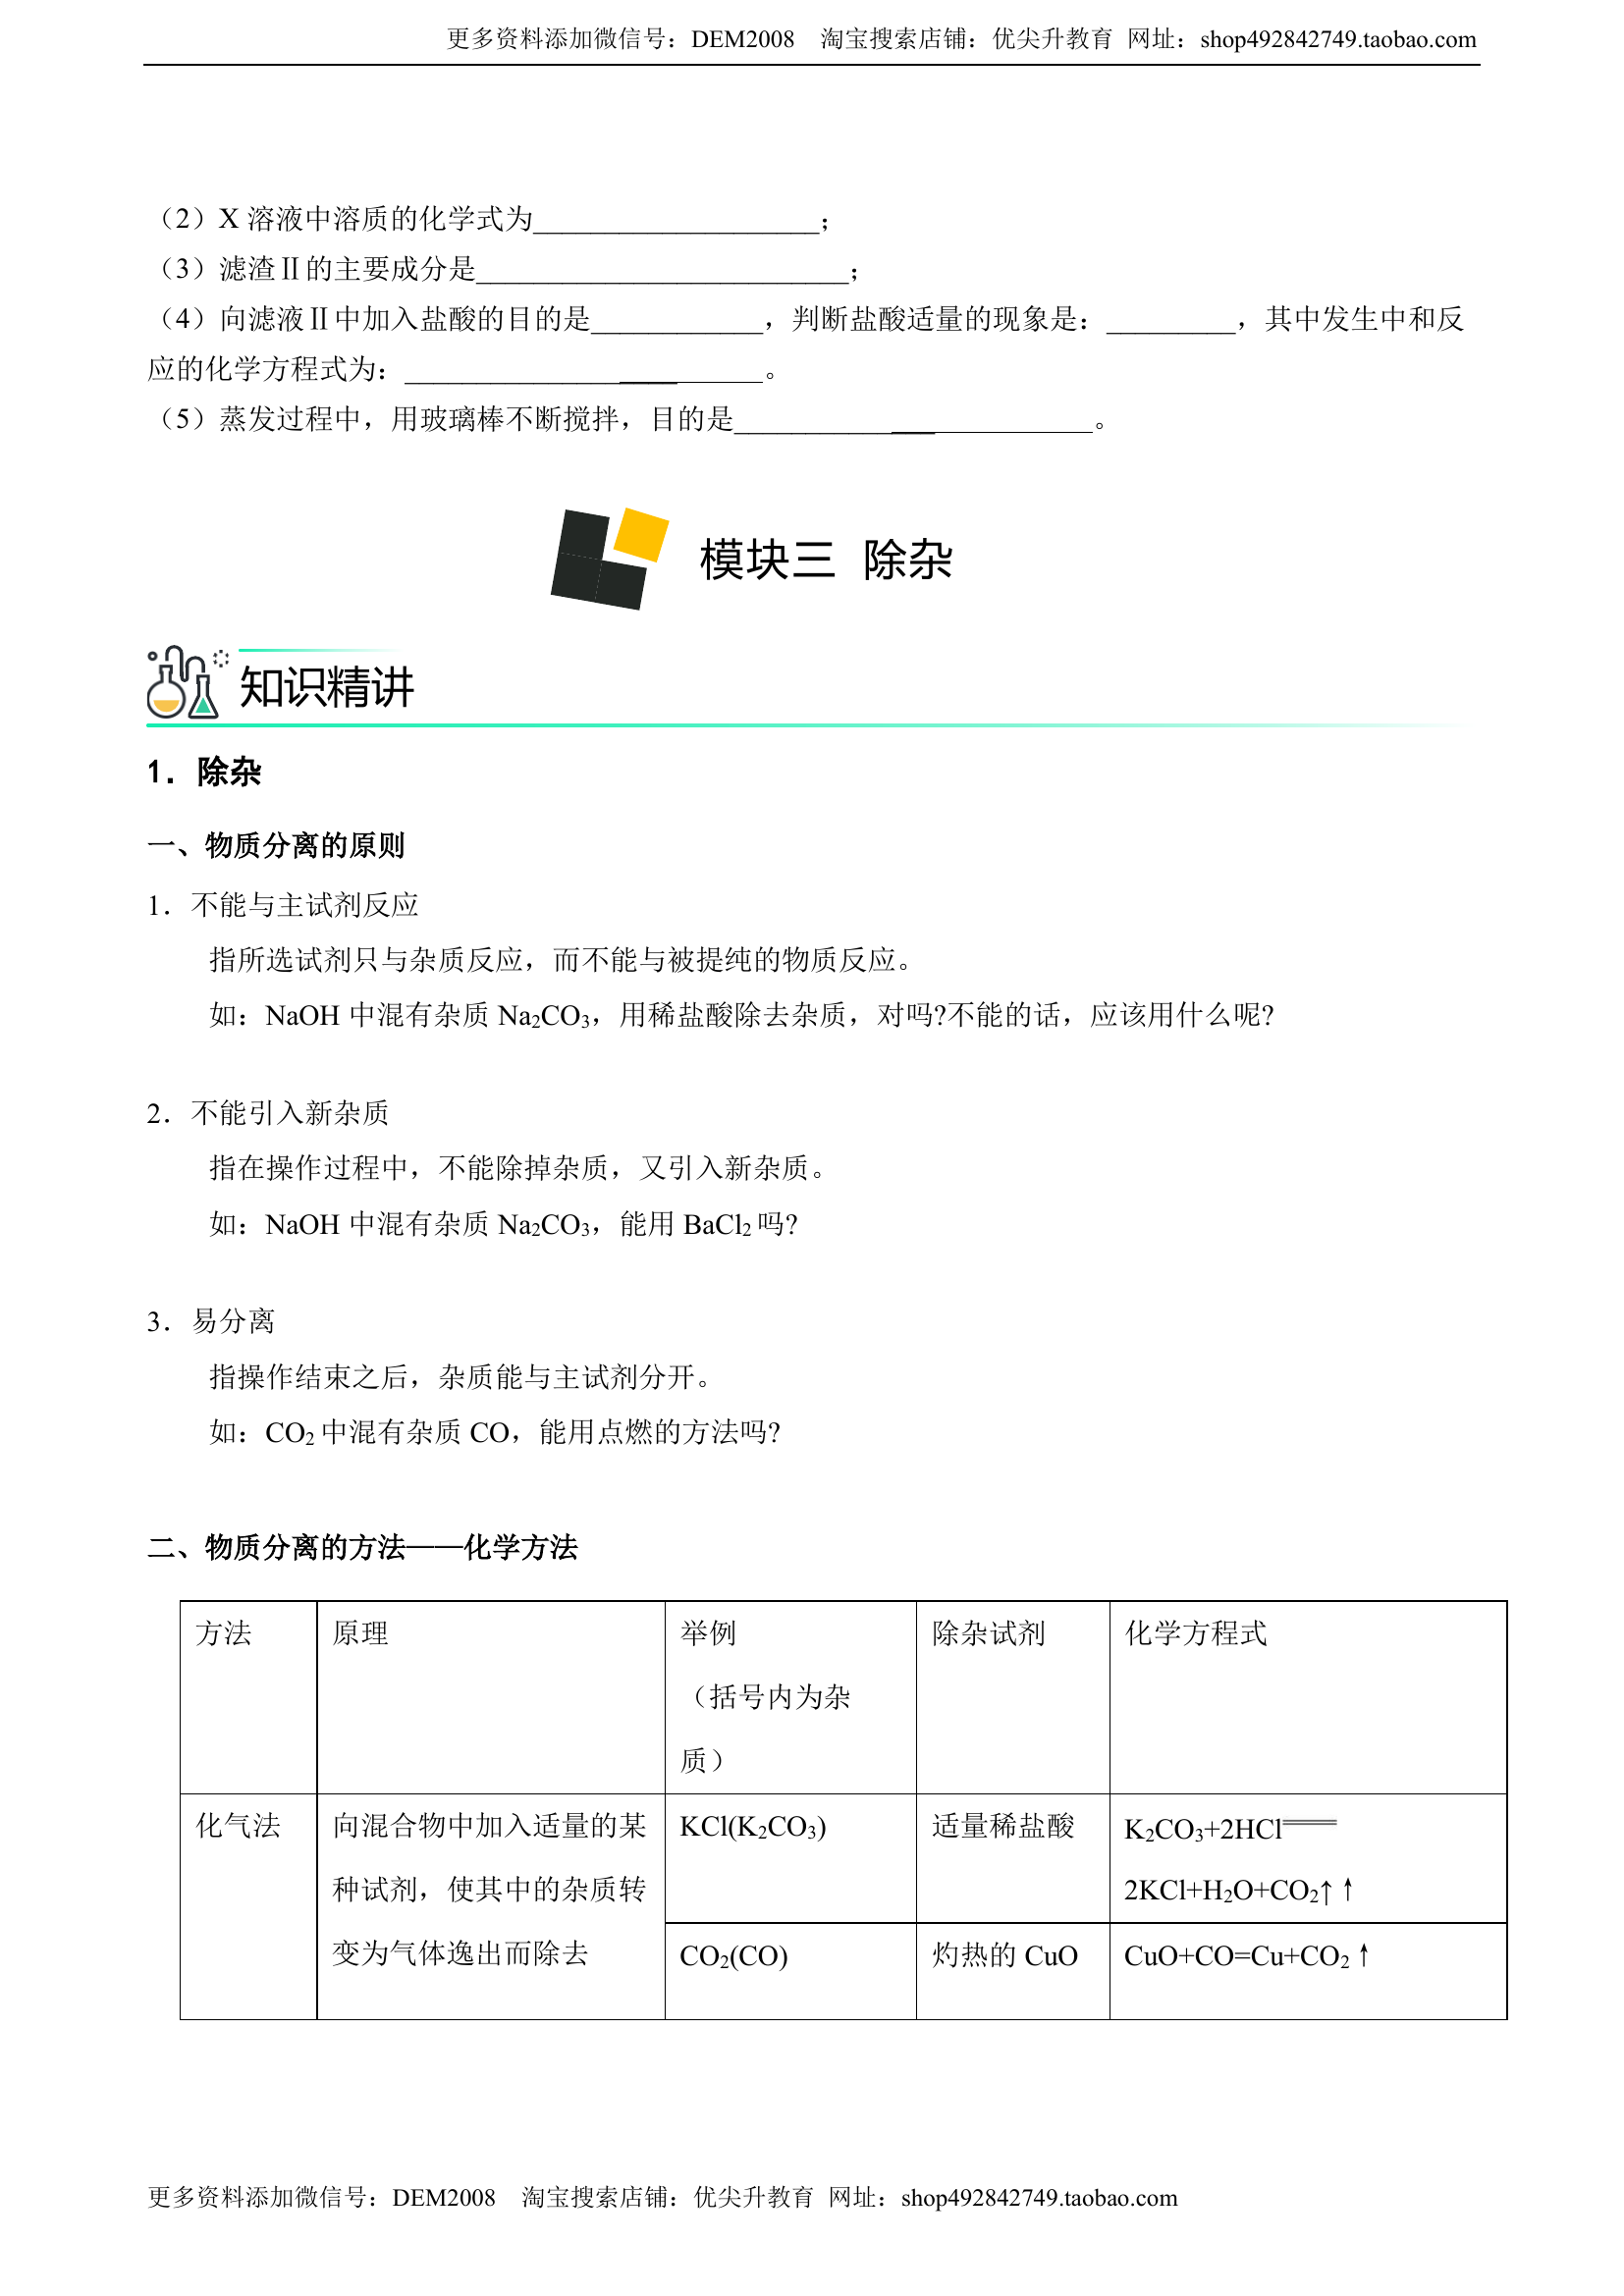 更多资料添加微信号：DEM2008　淘宝搜索店铺：优尖升教育 网址：shop492842749.taobao.com
（2）X 溶液中溶质的化学式为____________________；
（3）滤渣Ⅱ的主要成分是__________________________；
（4）向滤液Ⅱ中加入盐酸的目的是____________，判断盐酸适量的现象是：_________，其中发生中和反
应的化学方程式为：_________________________。
（5）蒸发过程中，用玻璃棒不断搅拌，目的是_________________________。
模块三 除杂
知识精讲
1．除杂
一、物质分离的原则
1．不能与主试剂反应
指所选试剂只与杂质反应，而不能与被提纯的物质反应。
如：NaOH 中混有杂质 Na₂CO₃，用稀盐酸除去杂质，对吗?不能的话，应该用什么呢?
2．不能引入新杂质
指在操作过程中，不能除掉杂质，又引入新杂质。
如：NaOH 中混有杂质 Na₂CO₃，能用 BaCl₂ 吗?
3．易分离
指操作结束之后，杂质能与主试剂分开。
如：CO₂ 中混有杂质 CO，能用点燃的方法吗?
二、物质分离的方法——化学方法
方法 原理 举例 除杂试剂 化学方程式
（括号内为杂
质）
化气法 向混合物中加入适量的某 KCl(K₂CO₃) 适量稀盐酸 K₂CO₃+2HCl═══
种试剂，使其中的杂质转 2KCl+H₂O+CO₂↑↑
变为气体逸出而除去 CO₂(CO) 灼热的 CuO CuO+CO=Cu+CO₂↑
更多资料添加微信号：DEM2008　淘宝搜索店铺：优尖升教育 网址：shop492842749.taobao.com